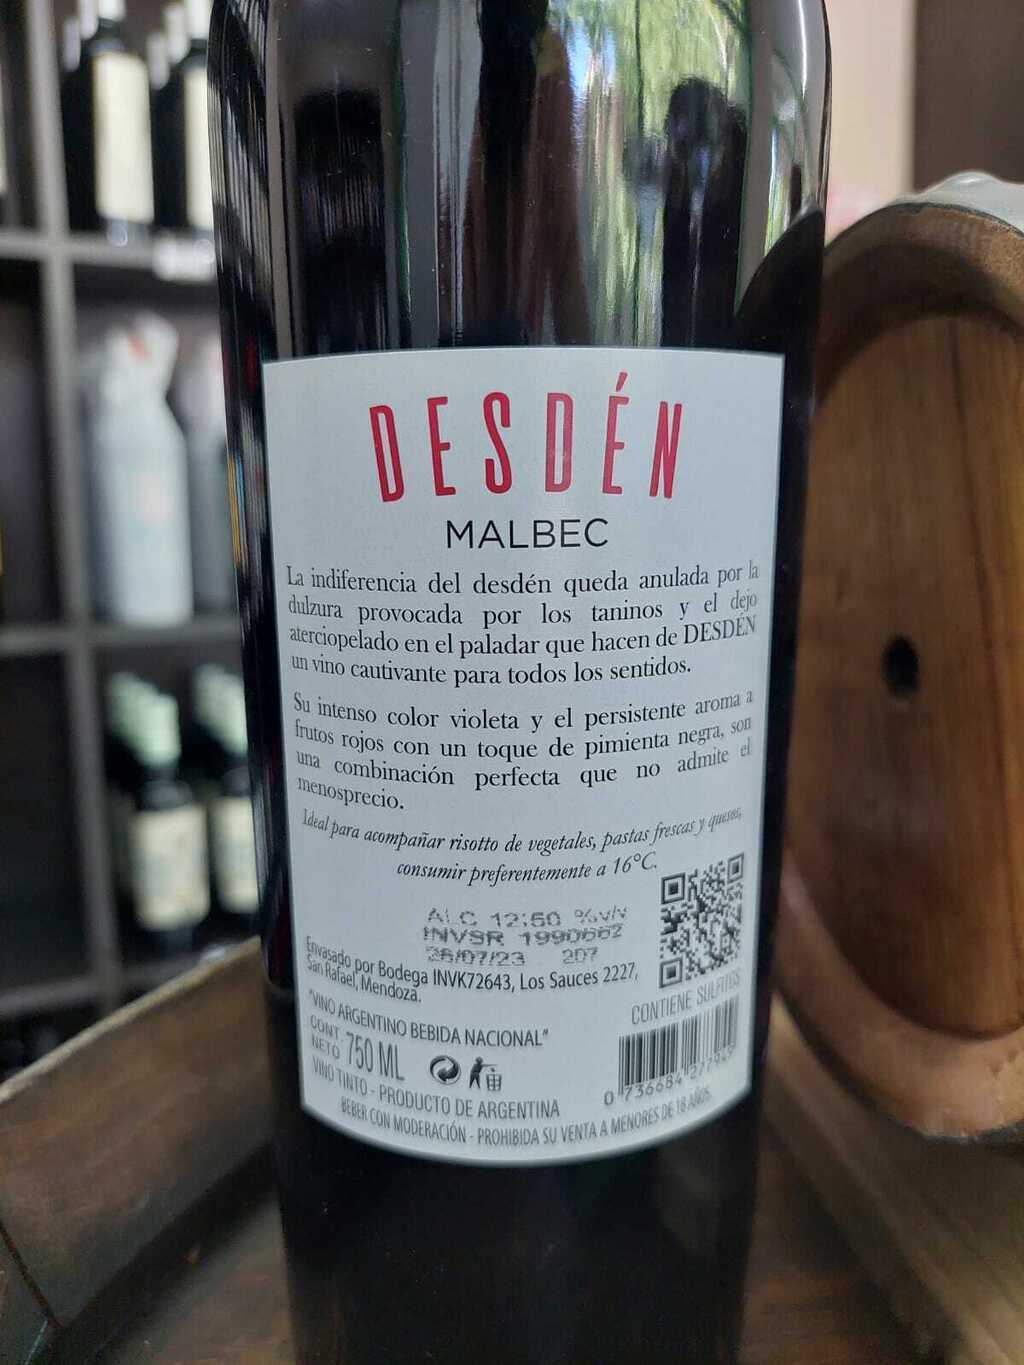 DESDÉN
MALBEC
La indiferencia del desdén queda anulada por la
dulzura provocada por los taninos y el dejo
aterciopelado en el paladar que hacen de DESDÉN
un vino cautivante para todos los sentidos.
Su intenso color violeta y el persistente aroma a
frutos rojos con un toque de pimienta negra, son
una combinación perfecta que no admite el
menosprecio.
Ideal para acompañar risotto de vegetales, pastas frescas y quesos,
consumir preferentemente a 16°C.
ALC 12;50 %v/v
INVSR 1990662
26/07/23 207
Envasado por Bodega INVK72643, Los Sauces 2227,
San Rafael, Mendoza.
"VINO ARGENTINO BEBIDA NACIONAL"
CONTIENE SULFITOS
CONT.
NETO 750 ML
VINO TINTO - PRODUCTO DE ARGENTINA
0 736684 277949
BEBER CON MODERACIÓN - PROHIBIDA SU VENTA A MENORES DE 18 AÑOS.